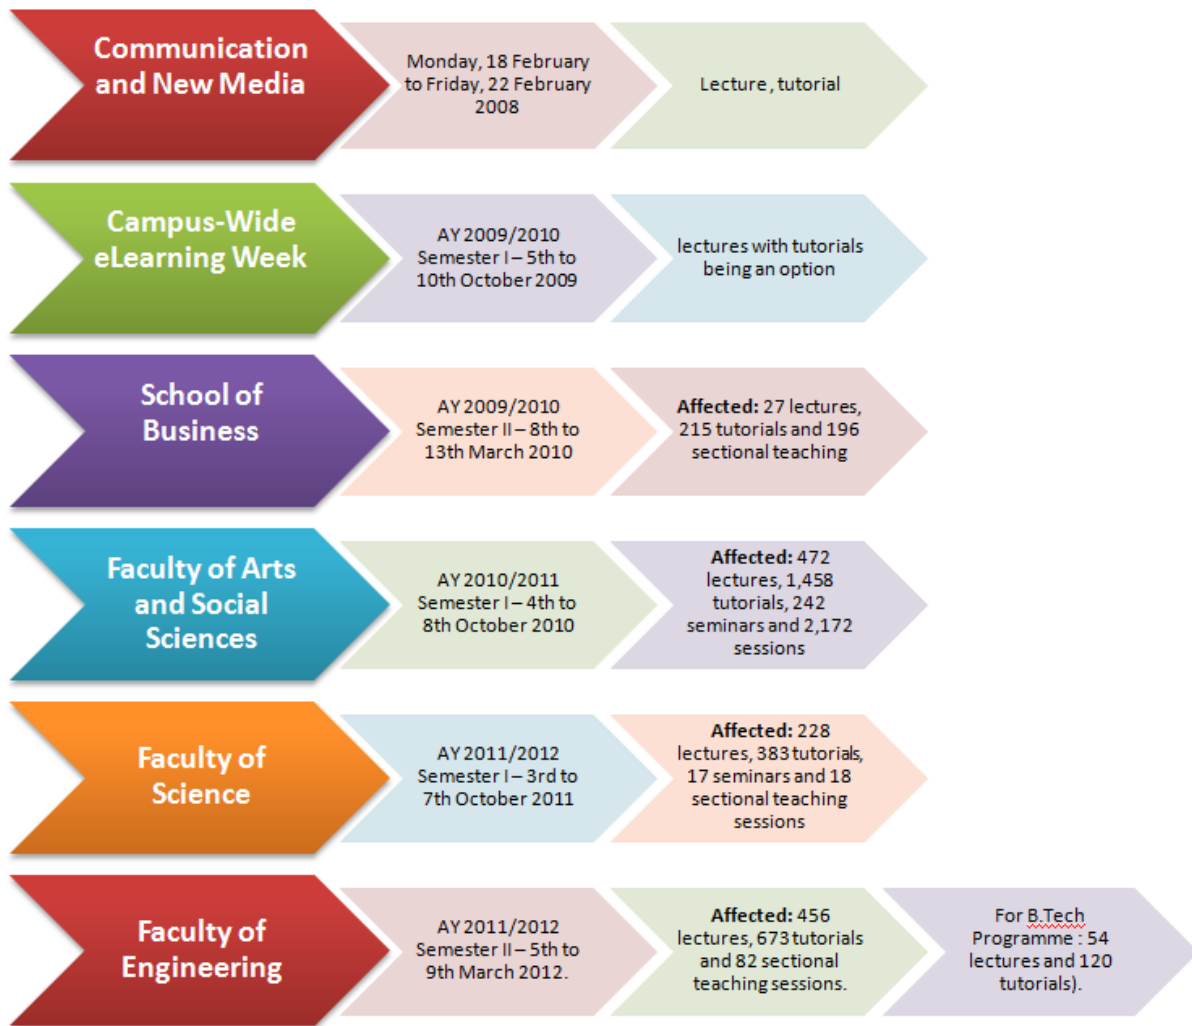 Communication
and New Media
Monday, 18 February
to Friday, 22 February
2008
Lecture , tutorial
Campus-Wide
eLearning Week
AY 2009/2010
Semester I – 5th to
10th October 2009
lectures with tutorials
being an option
School of
Business
AY 2009/2010
Semester II – 8th to
13th March 2010
Affected: 27 lectures,
215 tutorials and 196
sectional teaching
Faculty of Arts
and Social
Sciences
AY 2010/2011
Semester I – 4th to
8th October 2010
Affected: 472
lectures, 1,458
tutorials, 242
seminars and 2,172
sessions
Faculty of
Science
AY 2011/2012
Semester I – 3rd to
7th October 2011
Affected: 228
lectures, 383 tutorials,
17 seminars and 18
sectional teaching
sessions
Faculty of
Engineering
AY 2011/2012
Semester II – 5th to
9th March 2012.
Affected: 456
lectures, 673 tutorials
and 82 sectional
teaching sessions.
For B.Tech
Programme : 54
lectures and 120
tutorials).